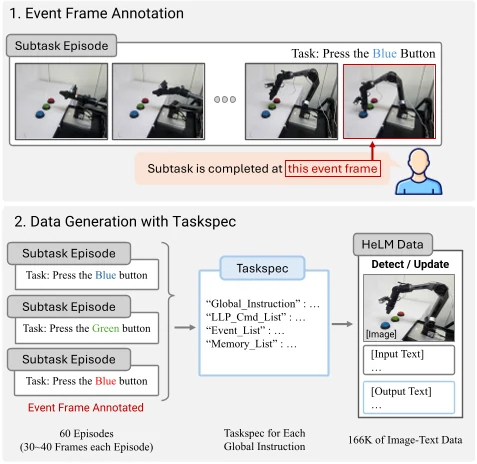 1. Event Frame Annotation
Subtask Episode
Task: Press the Blue Button
Subtask is completed at this event frame
2. Data Generation with Taskspec
Subtask Episode
Task: Press the Blue button
Subtask Episode
Task: Press the Green button
Subtask Episode
Task: Press the Red button
Event Frame Annotated
60 Episodes
(30~40 Frames each Episode)
Taskspec
“Global_Instruction” : …
“LLP_Cmd_List” : …
“Event_List” : …
“Memory_List” : …
Taskspec for Each
Global Instruction
HeLM Data
Detect / Update
[Image]
[Input Text]
…
[Output Text]
…
166K of Image-Text Data